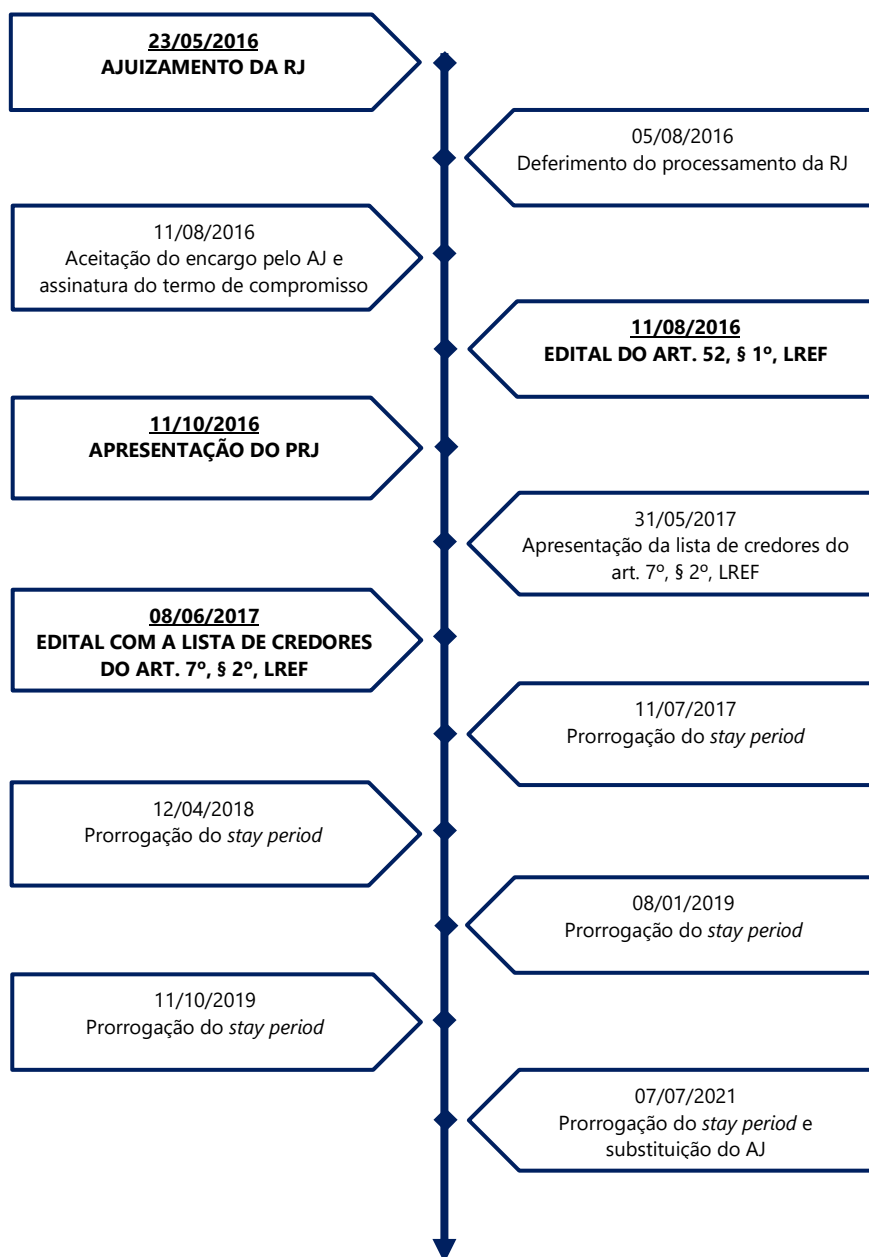 23/05/2016
AJUIZAMENTO DA RJ
05/08/2016
Deferimento do processamento da RJ
11/08/2016
Aceitação do encargo pelo AJ e
assinatura do termo de compromisso
11/08/2016
EDITAL DO ART. 52, § 1º, LREF
11/10/2016
APRESENTAÇÃO DO PRJ
31/05/2017
Apresentação da lista de credores do
art. 7º, § 2º, LREF
08/06/2017
EDITAL COM A LISTA DE CREDORES
DO ART. 7º, § 2º, LREF
11/07/2017
Prorrogação do stay period
12/04/2018
Prorrogação do stay period
08/01/2019
Prorrogação do stay period
11/10/2019
Prorrogação do stay period
07/07/2021
Prorrogação do stay period e
substituição do AJ